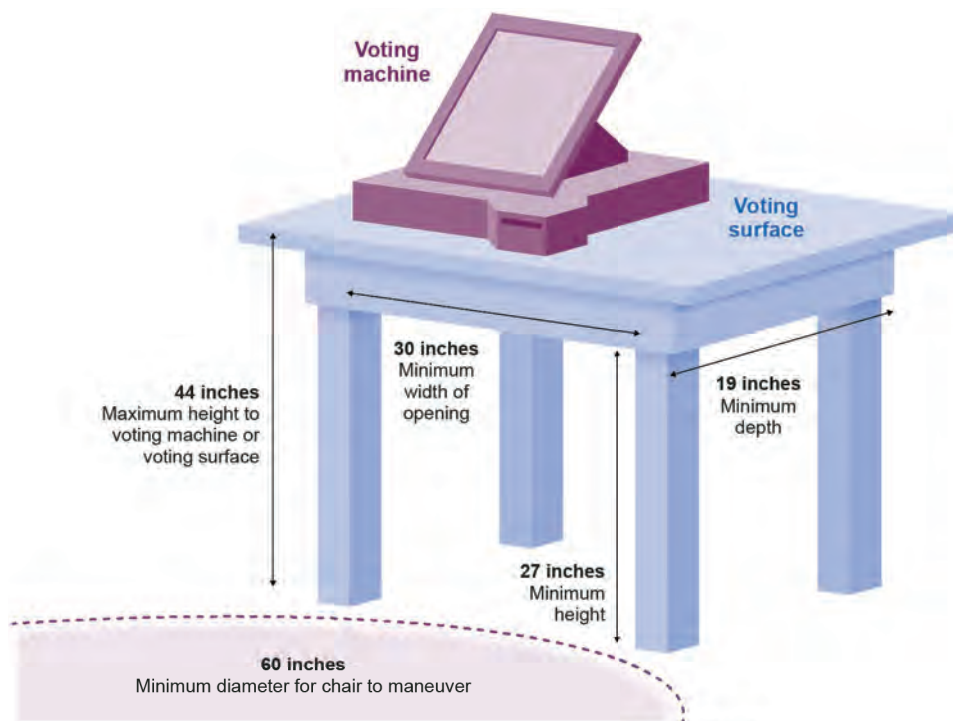 Voting
machine
Voting
surface
30 inches
Minimum
width of
opening
19 inches
Minimum
depth
44 inches
Maximum height to
voting machine or
voting surface
27 inches
Minimum
height
60 inches
Minimum diameter for chair to maneuver